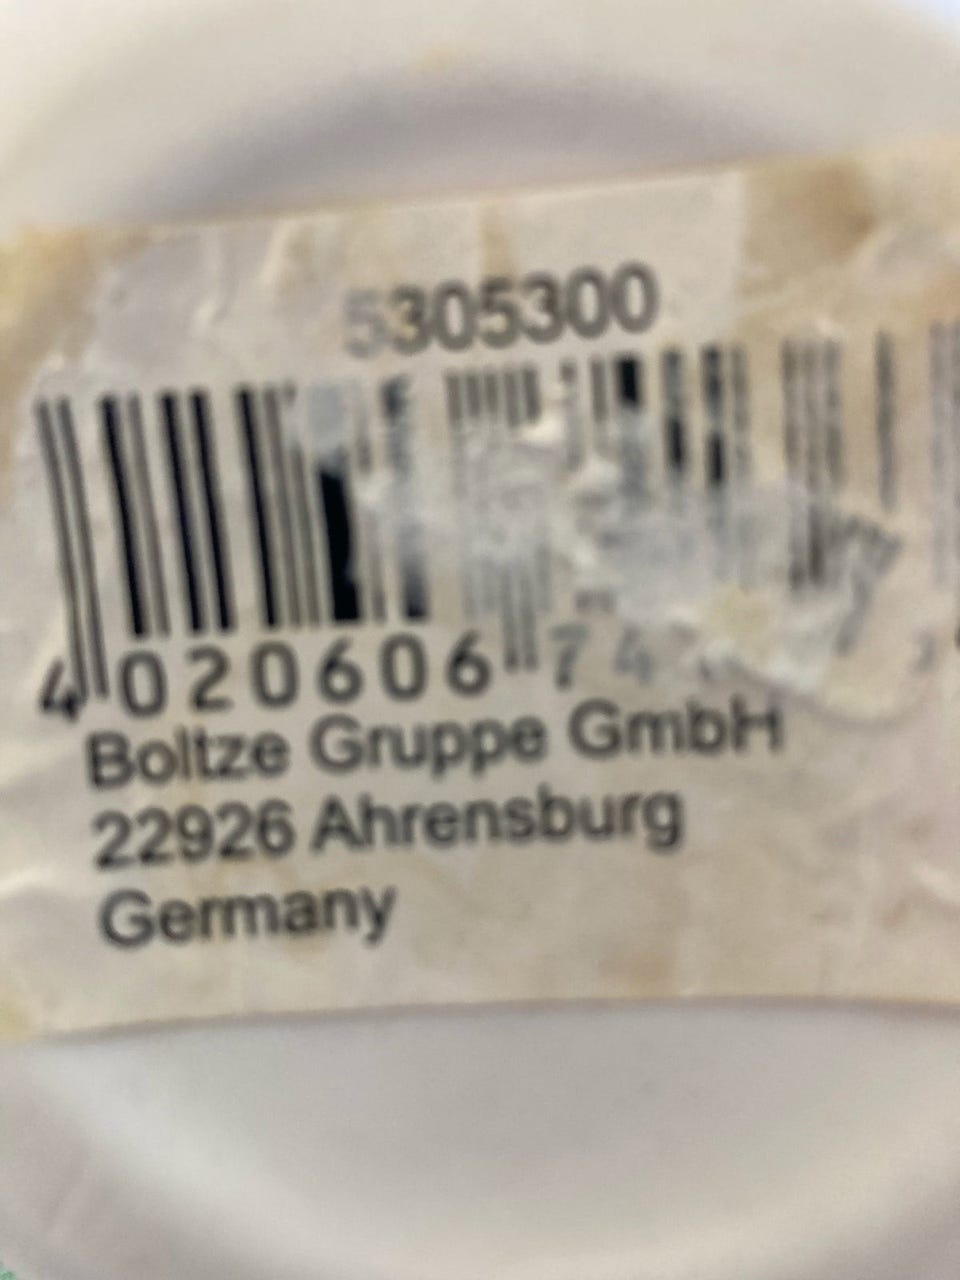 5305300
4 020606 74
Boltze Gruppe GmbH
22926 Ahrensburg
Germany